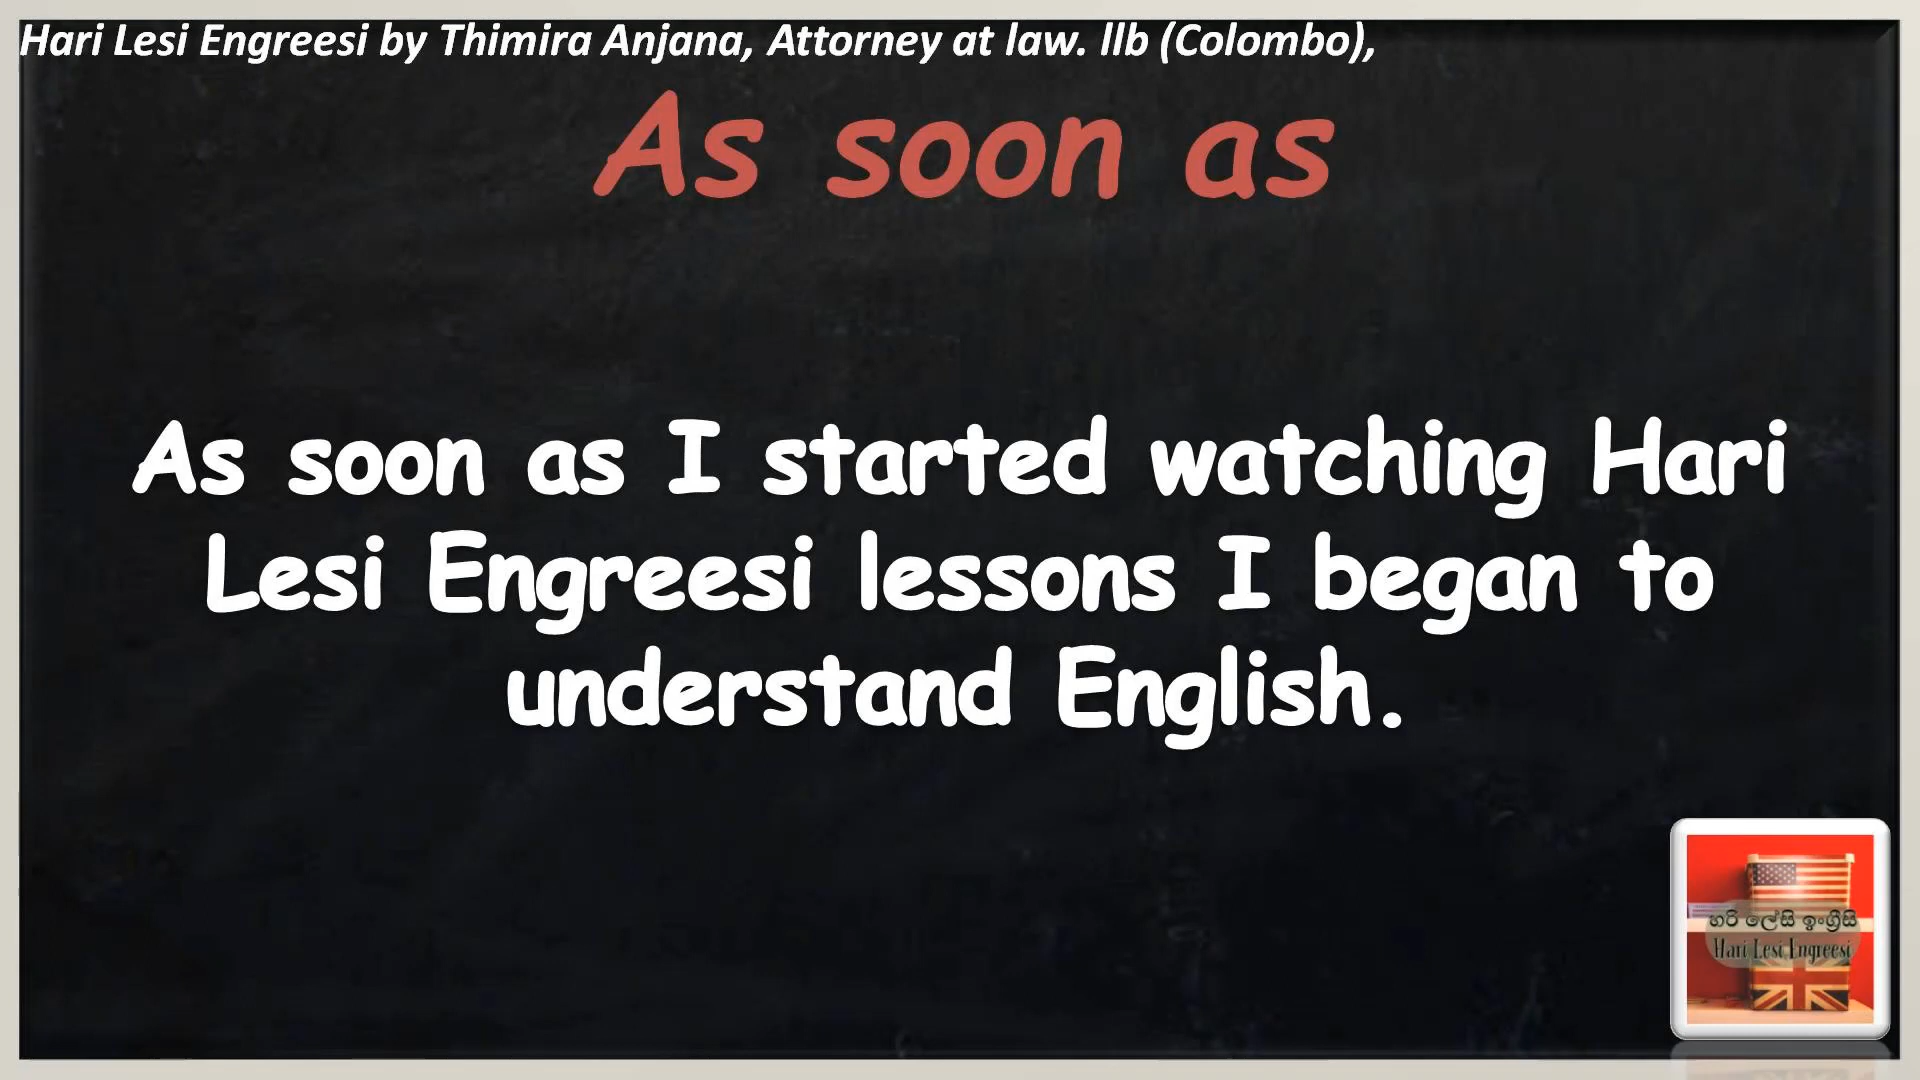 Hari Lesi Engreesi by Thimira Anjana, Attorney at law. llb (Colombo),
As soon as
As soon as I started watching Hari
Lesi Engreesi lessons I began to
understand English.
හරි ලේසි ඉංග්‍රීසි
Hari Lesi Engreesi